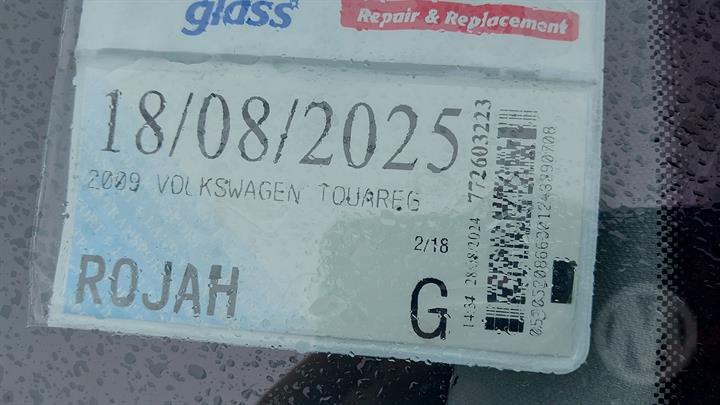 glass
Repair & Replacement
18/08/2025
2009 VOLKSWAGEN TOUAREG
2/18
ROJAH
G
772603223